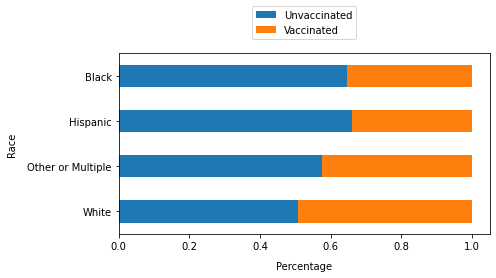 Unvaccinated
Vaccinated
Black
Hispanic
Other or Multiple
White
Race
0.0 0.2 0.4 0.6 0.8 1.0
Percentage